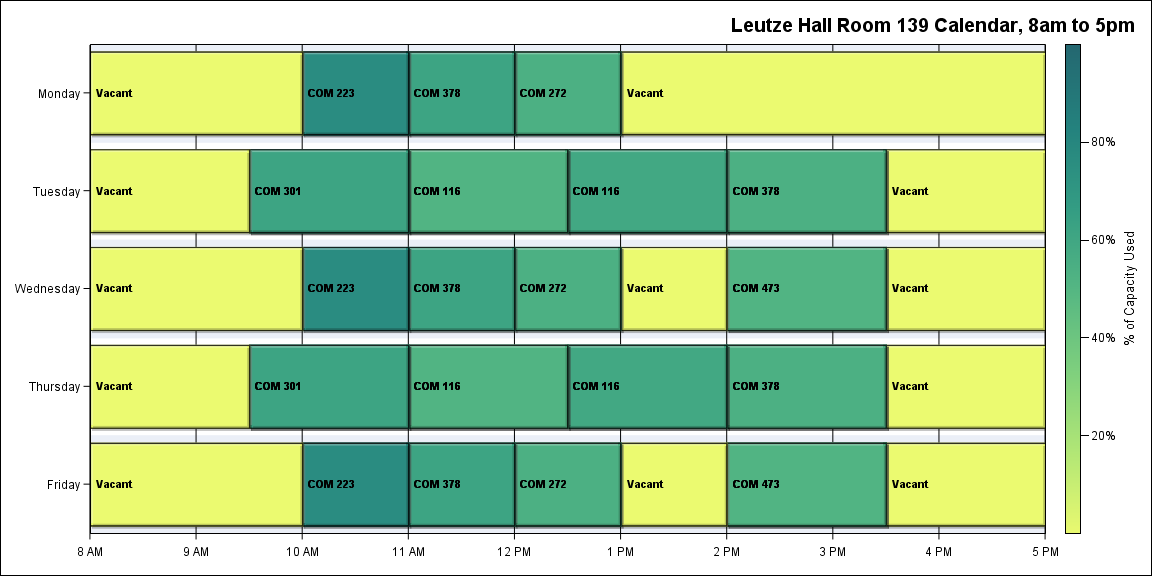 Leutze Hall Room 139 Calendar, 8am to 5pm
Monday Vacant COM 223 COM 378 COM 272 Vacant
Tuesday Vacant COM 301 COM 116 COM 116 COM 378 Vacant
Wednesday Vacant COM 223 COM 378 COM 272 Vacant COM 473 Vacant
Thursday Vacant COM 301 COM 116 COM 116 COM 378 Vacant
Friday Vacant COM 223 COM 378 COM 272 Vacant COM 473 Vacant
8 AM 9 AM 10 AM 11 AM 12 PM 1 PM 2 PM 3 PM 4 PM 5 PM
80%
60%
40%
20%
% of Capacity Used